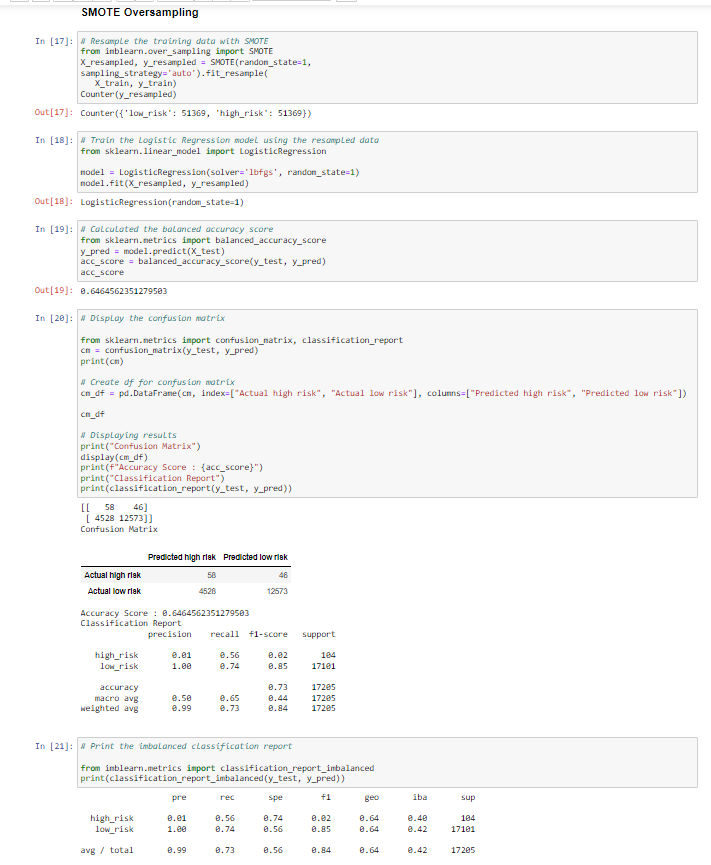 SMOTE Oversampling
In [17]: # Resample the training data with SMOTE
from imblearn.over_sampling import SMOTE
X_resampled, y_resampled = SMOTE(random_state=1,
sampling_strategy='auto').fit_resample(
X_train, y_train)
Counter(y_resampled)
Out[17]: Counter({'low_risk': 51369, 'high_risk': 51369})
In [18]: # Train the Logistic Regression model using the resampled data
from sklearn.linear_model import LogisticRegression
model = LogisticRegression(solver='lbfgs', random_state=1)
model.fit(X_resampled, y_resampled)
Out[18]: LogisticRegression(random_state=1)
In [19]: # Calculated the balanced accuracy score
from sklearn.metrics import balanced_accuracy_score
y_pred = model.predict(X_test)
acc_score = balanced_accuracy_score(y_test, y_pred)
acc_score
Out[19]: 0.6464562351279503
In [20]: # Display the confusion matrix
from sklearn.metrics import confusion_matrix, classification_report
cm = confusion_matrix(y_test, y_pred)
print(cm)
# Create df for confusion matrix
cm_df = pd.DataFrame(cm, index=["Actual high risk", "Actual low risk"], columns=["Predicted high risk", "Predicted low risk"])
cm_df
# Displaying results
print("Confusion Matrix")
display(cm_df)
print(f"Accuracy Score : {acc_score}")
print("Classification Report")
print(classification_report(y_test, y_pred))
[[ 58 46]
[ 4528 12573]]
Confusion Matrix
Predicted high risk Predicted low risk
Actual high risk 58 46
Actual low risk 4528 12573
Accuracy Score : 0.6464562351279503
Classification Report
precision recall f1-score support
high_risk 0.01 0.56 0.02 104
low_risk 1.00 0.74 0.85 17101
accuracy 0.73 17205
macro avg 0.50 0.65 0.44 17205
weighted avg 0.99 0.73 0.84 17205
In [21]: # Print the imbalanced classification report
from imblearn.metrics import classification_report_imbalanced
print(classification_report_imbalanced(y_test, y_pred))
pre rec spe f1 geo iba sup
high_risk 0.01 0.56 0.74 0.02 0.64 0.40 104
low_risk 1.00 0.74 0.56 0.85 0.64 0.42 17101
avg / total 0.99 0.73 0.56 0.84 0.64 0.42 17205